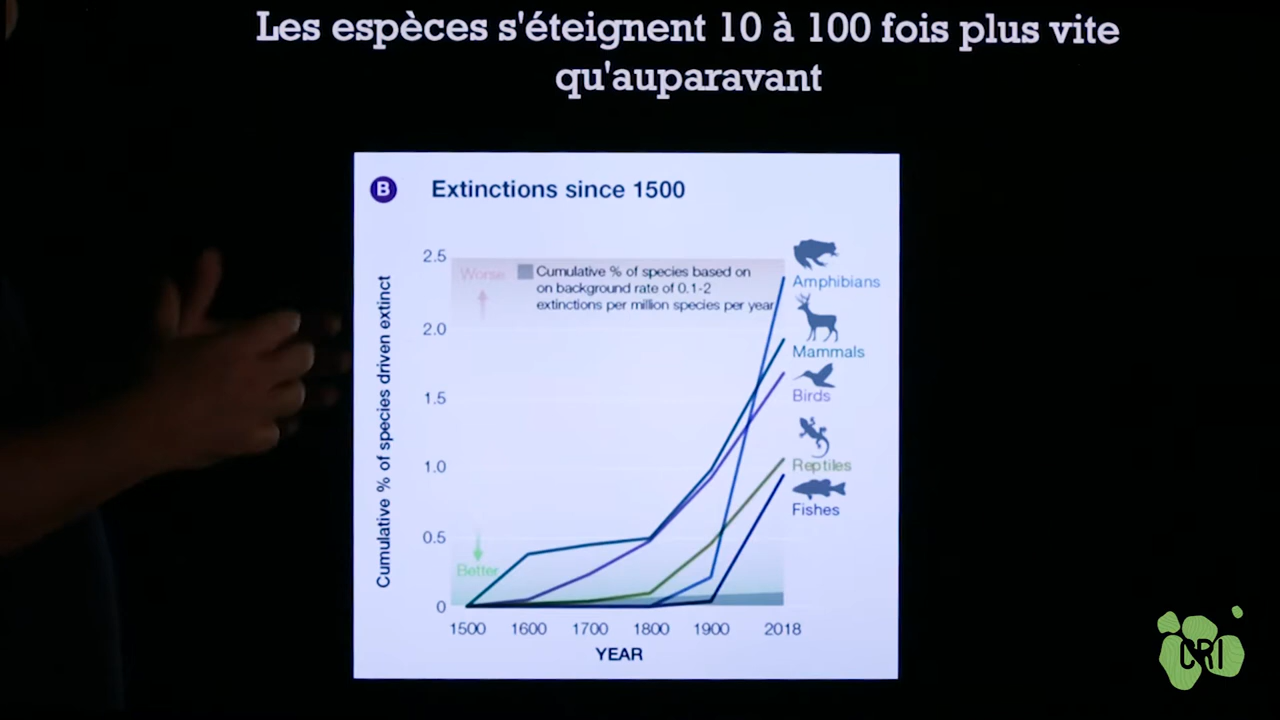 Les espèces s'éteignent 10 à 100 fois plus vite
qu'auparavant
B Extinctions since 1500
Cumulative % of species driven extinct
2.5
2.0
1.5
1.0
0.5
0
Worse
Cumulative % of species based on
on background rate of 0.1-2
extinctions per million species per year
Better
Amphibians
Mammals
Birds
Reptiles
Fishes
1500 1600 1700 1800 1900 2018
YEAR
CRI